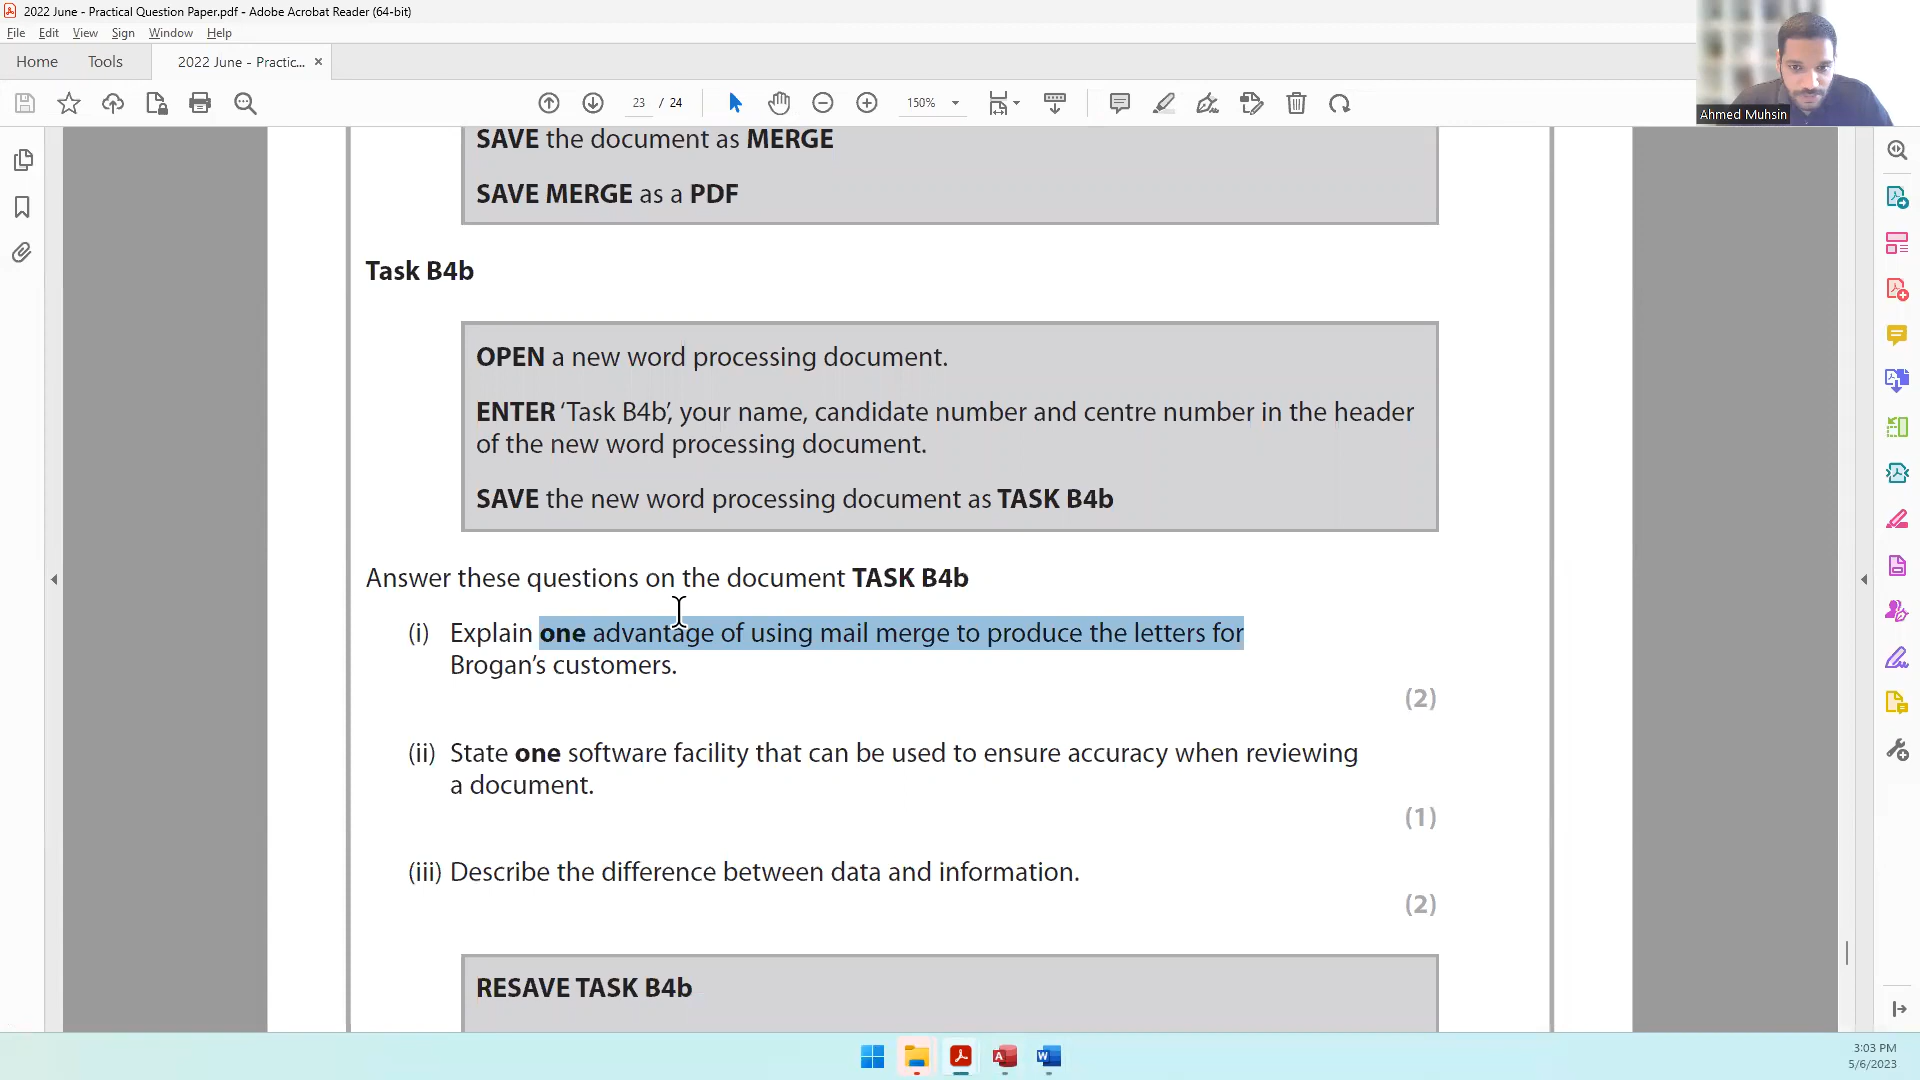 2022 June - Practical Question Paper.pdf - Adobe Acrobat Reader (64-bit)
File Edit View Sign Window Help
Home Tools 2022 June - Practic... ×
23 / 24 150%
Ahmed Muhsin
SAVE the document as MERGE
SAVE MERGE as a PDF
Task B4b
OPEN a new word processing document.
ENTER ‘Task B4b’, your name, candidate number and centre number in the header
of the new word processing document.
SAVE the new word processing document as TASK B4b
Answer these questions on the document TASK B4b
(i) Explain one advantage of using mail merge to produce the letters for
Brogan’s customers.
(2)
(ii) State one software facility that can be used to ensure accuracy when reviewing
a document.
(1)
(iii) Describe the difference between data and information.
(2)
RESAVE TASK B4b
3:03 PM
5/6/2023